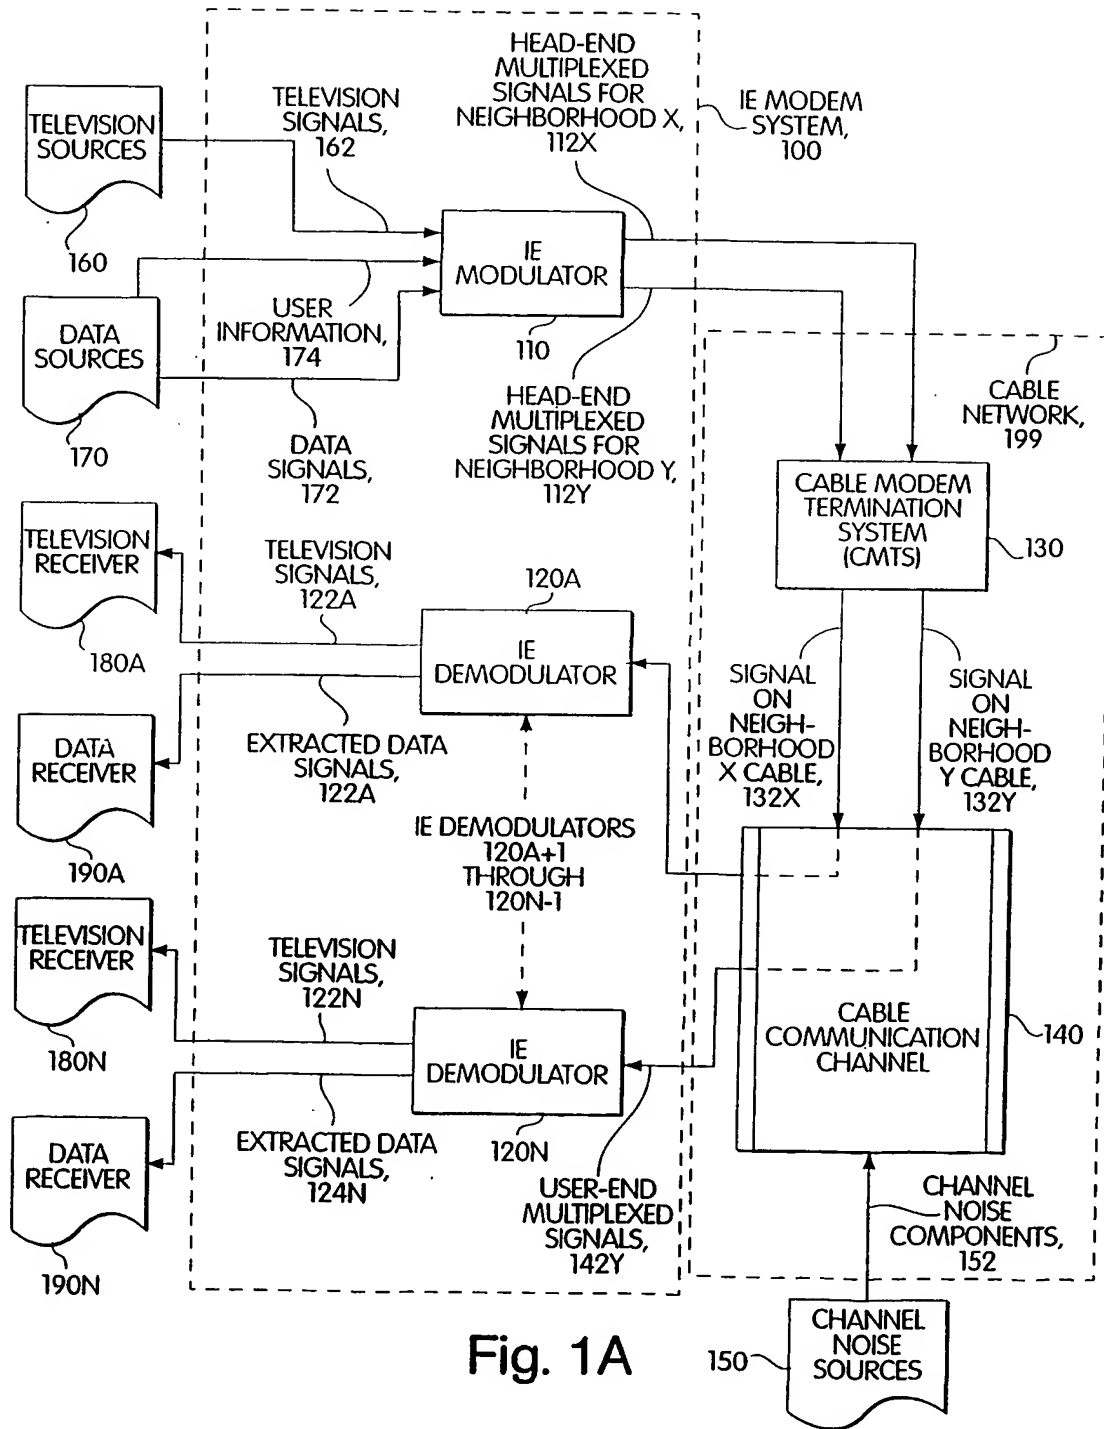 HEAD-END
MULTIPLEXED
SIGNALS FOR
NEIGHBORHOOD X,
112X
IE MODEM
SYSTEM,
100
TELEVISION
SIGNALS,
162
TELEVISION
SOURCES
160
IE
MODULATOR
110
USER
INFORMATION,
174
DATA
SOURCES
170
DATA
SIGNALS,
172
HEAD-END
MULTIPLEXED
SIGNALS FOR
NEIGHBORHOOD Y,
112Y
CABLE
NETWORK,
199
CABLE MODEM
TERMINATION
SYSTEM
(CMTS)
130
TELEVISION
RECEIVER
180A
TELEVISION
SIGNALS,
122A
120A
IE
DEMODULATOR
SIGNAL
ON
NEIGH-
BORHOOD
X CABLE,
132X
SIGNAL
ON
NEIGH-
BORHOOD
Y CABLE,
132Y
DATA
RECEIVER
190A
EXTRACTED DATA
SIGNALS,
122A
IE DEMODULATORS
120A+1
THROUGH
120N-1
TELEVISION
RECEIVER
180N
TELEVISION
SIGNALS,
122N
IE
DEMODULATOR
120N
CABLE
COMMUNICATION
CHANNEL
140
DATA
RECEIVER
190N
EXTRACTED DATA
SIGNALS,
124N
USER-END
MULTIPLEXED
SIGNALS,
142Y
CHANNEL
NOISE
COMPONENTS,
152
CHANNEL
NOISE
SOURCES
150
Fig. 1A